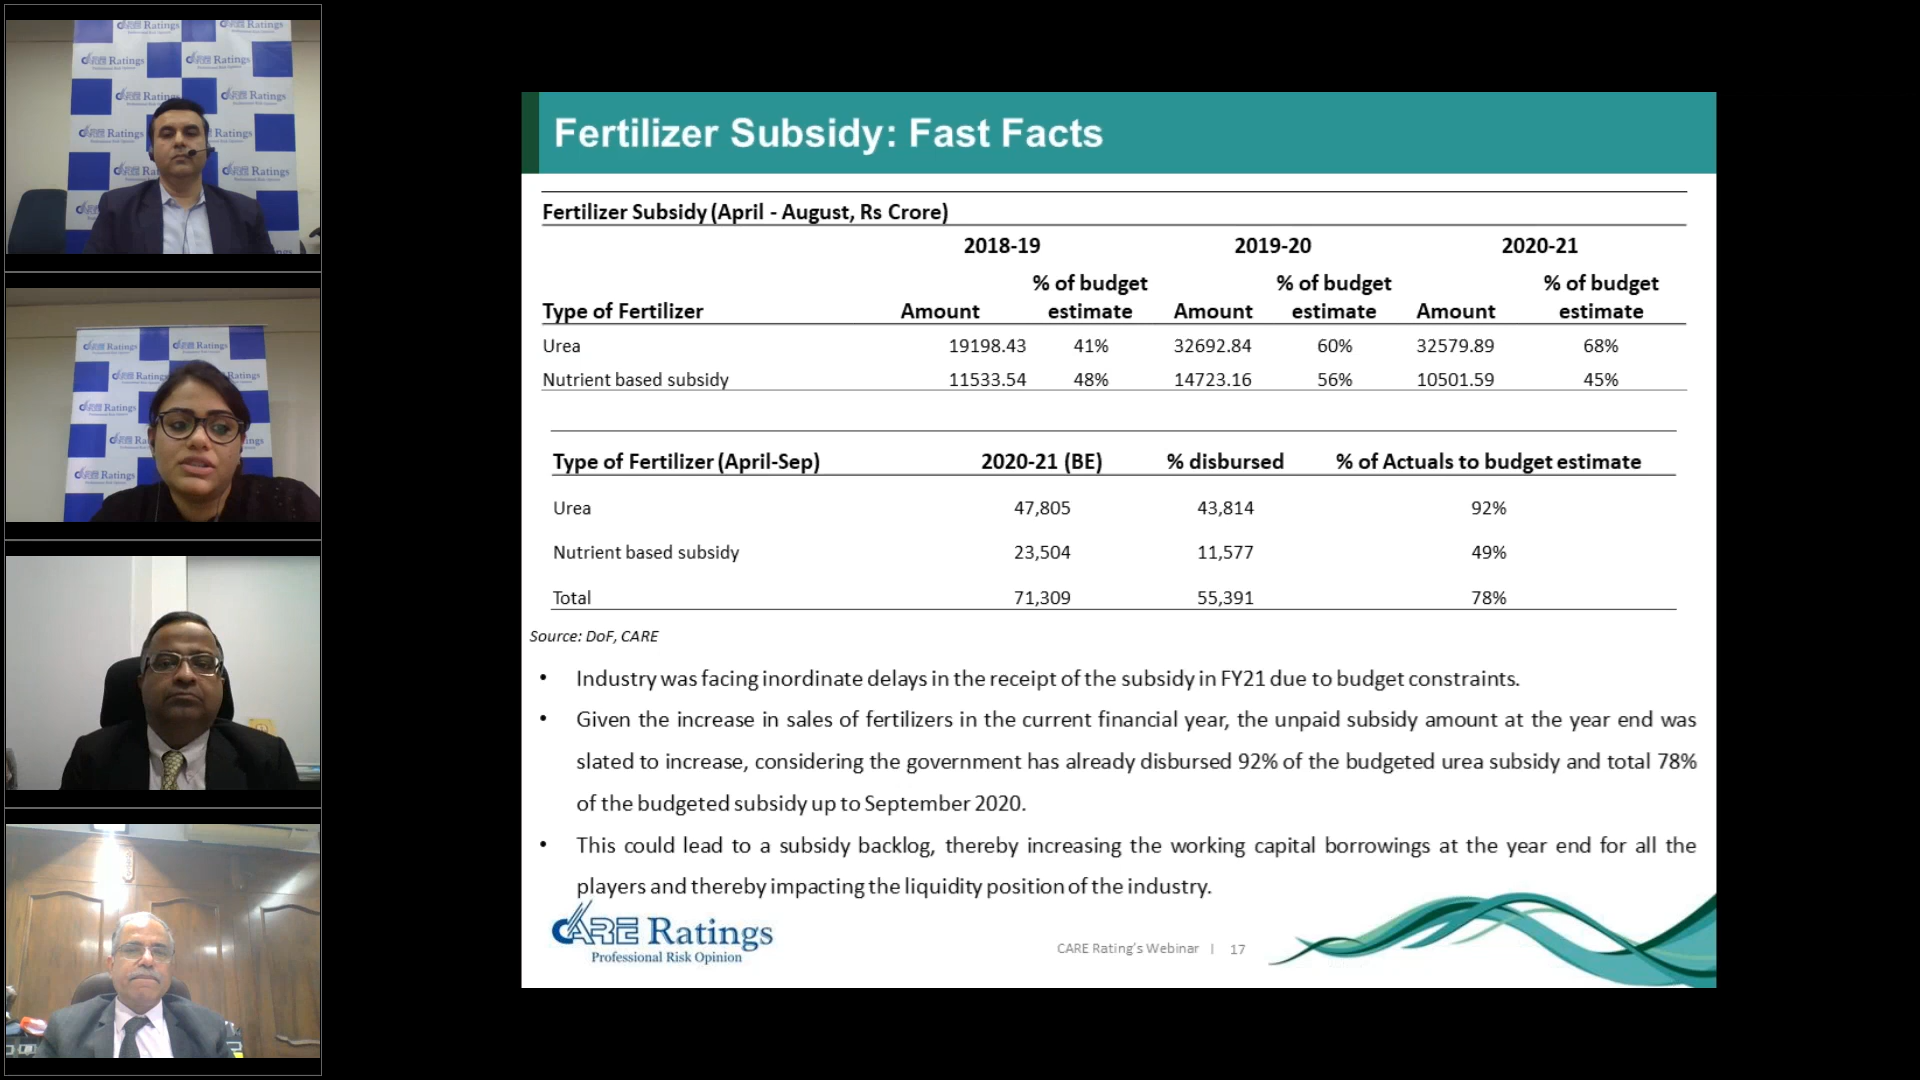 Fertilizer Subsidy: Fast Facts
Fertilizer Subsidy (April - August, Rs Crore)
2018-19 2019-20 2020-21
% of budget % of budget % of budget
Type of Fertilizer Amount estimate Amount estimate Amount estimate
Urea 19198.43 41% 32692.84 60% 32579.89 68%
Nutrient based subsidy 11533.54 48% 14723.16 56% 10501.59 45%
Type of Fertilizer (April-Sep) 2020-21 (BE) % disbursed % of Actuals to budget estimate
Urea 47,805 43,814 92%
Nutrient based subsidy 23,504 11,577 49%
Total 71,309 55,391 78%
Source: DoF, CARE
• Industry was facing inordinate delays in the receipt of the subsidy in FY21 due to budget constraints.
• Given the increase in sales of fertilizers in the current financial year, the unpaid subsidy amount at the year end was
slated to increase, considering the government has already disbursed 92% of the budgeted urea subsidy and total 78%
of the budgeted subsidy up to September 2020.
• This could lead to a subsidy backlog, thereby increasing the working capital borrowings at the year end for all the
players and thereby impacting the liquidity position of the industry.
CARE Ratings
Professional Risk Opinion
CARE Rating's Webinar | 17